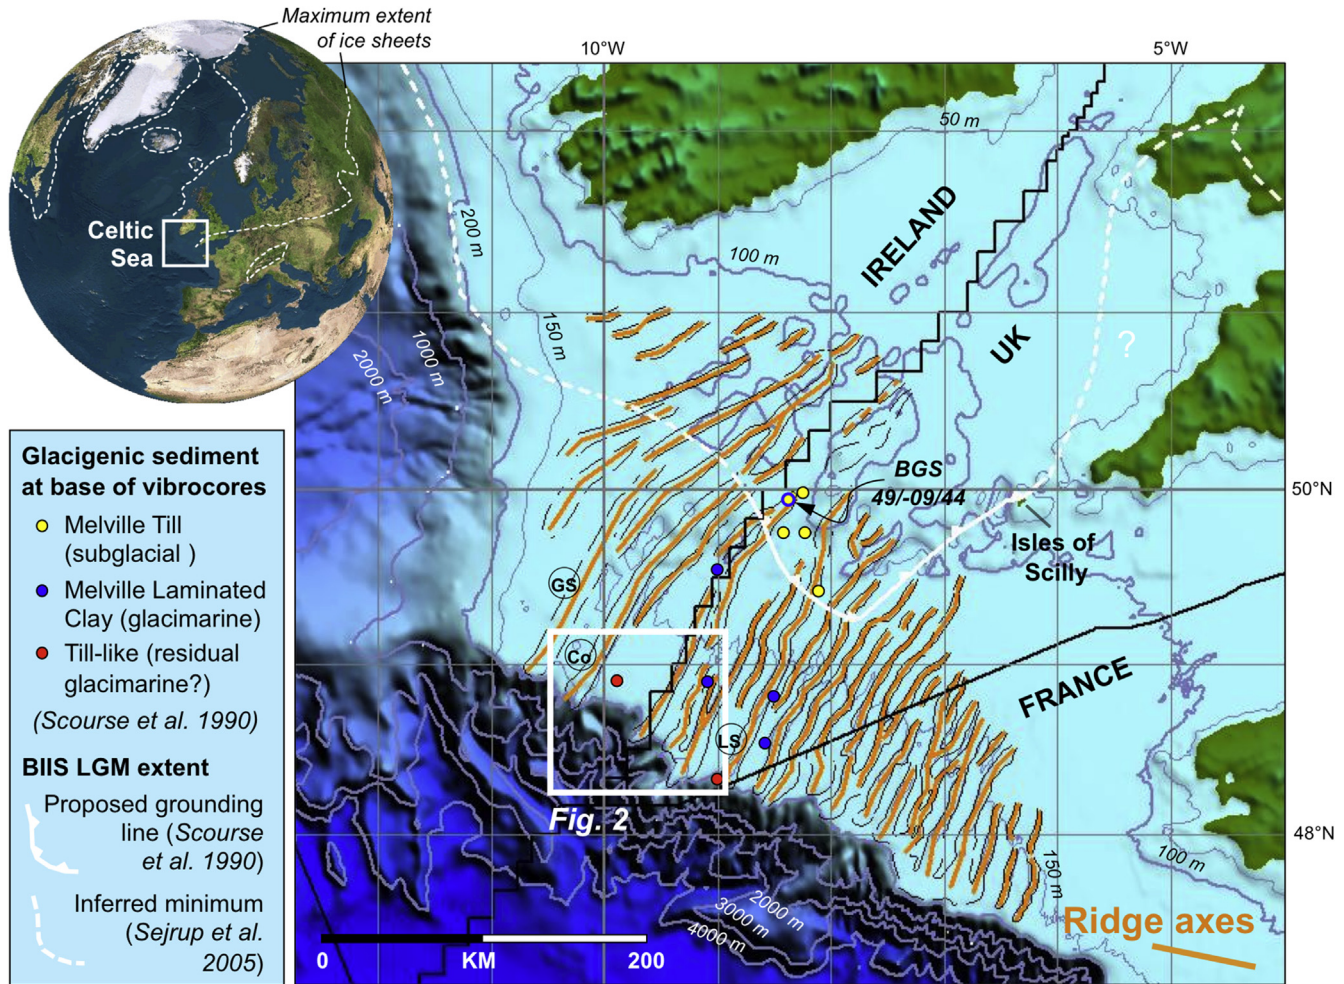 Maximum extent
of ice sheets
10°W
5°W
50 m
200 m
Celtic
Sea
IRELAND
100 m
150 m
1000 m
2000 m
UK
?
Glacigenic sediment
at base of vibrocores
Melville Till
(subglacial )
Melville Laminated
Clay (glacimarine)
Till-like (residual
glacimarine?)
(Scourse et al. 1990)
BIIS LGM extent
Proposed grounding
line (Scourse
et al. 1990)
Inferred minimum
(Sejrup et al.
2005)
BGS
49/-09/44
50°N
Isles of
Scilly
GS
Co
FRANCE
LS
Fig. 2
48°N
100 m
150 m
2000 m
3000 m
4000 m
Ridge axes
0 KM 200